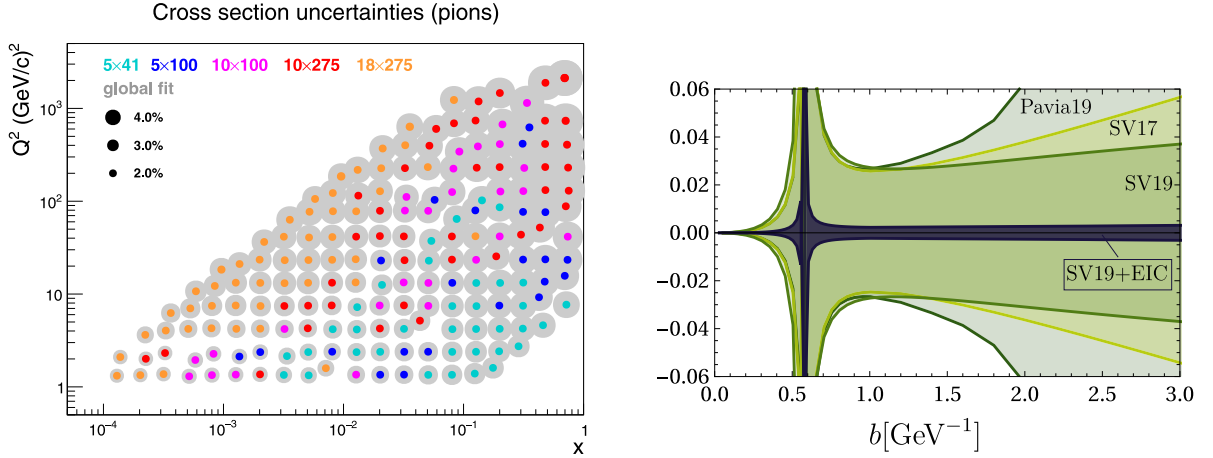 Cross section uncertainties (pions)
Q² (GeV/c)²
5×41 5×100 10×100 10×275 18×275
global fit
4.0%
3.0%
2.0%
10³
10²
10
1
10⁻⁴ 10⁻³ 10⁻² 10⁻¹ 1
x
0.06
0.04
0.02
0.00
-0.02
-0.04
-0.06
Pavia19
SV17
SV19
SV19+EIC
0.0 0.5 1.0 1.5 2.0 2.5 3.0
b[GeV⁻¹]